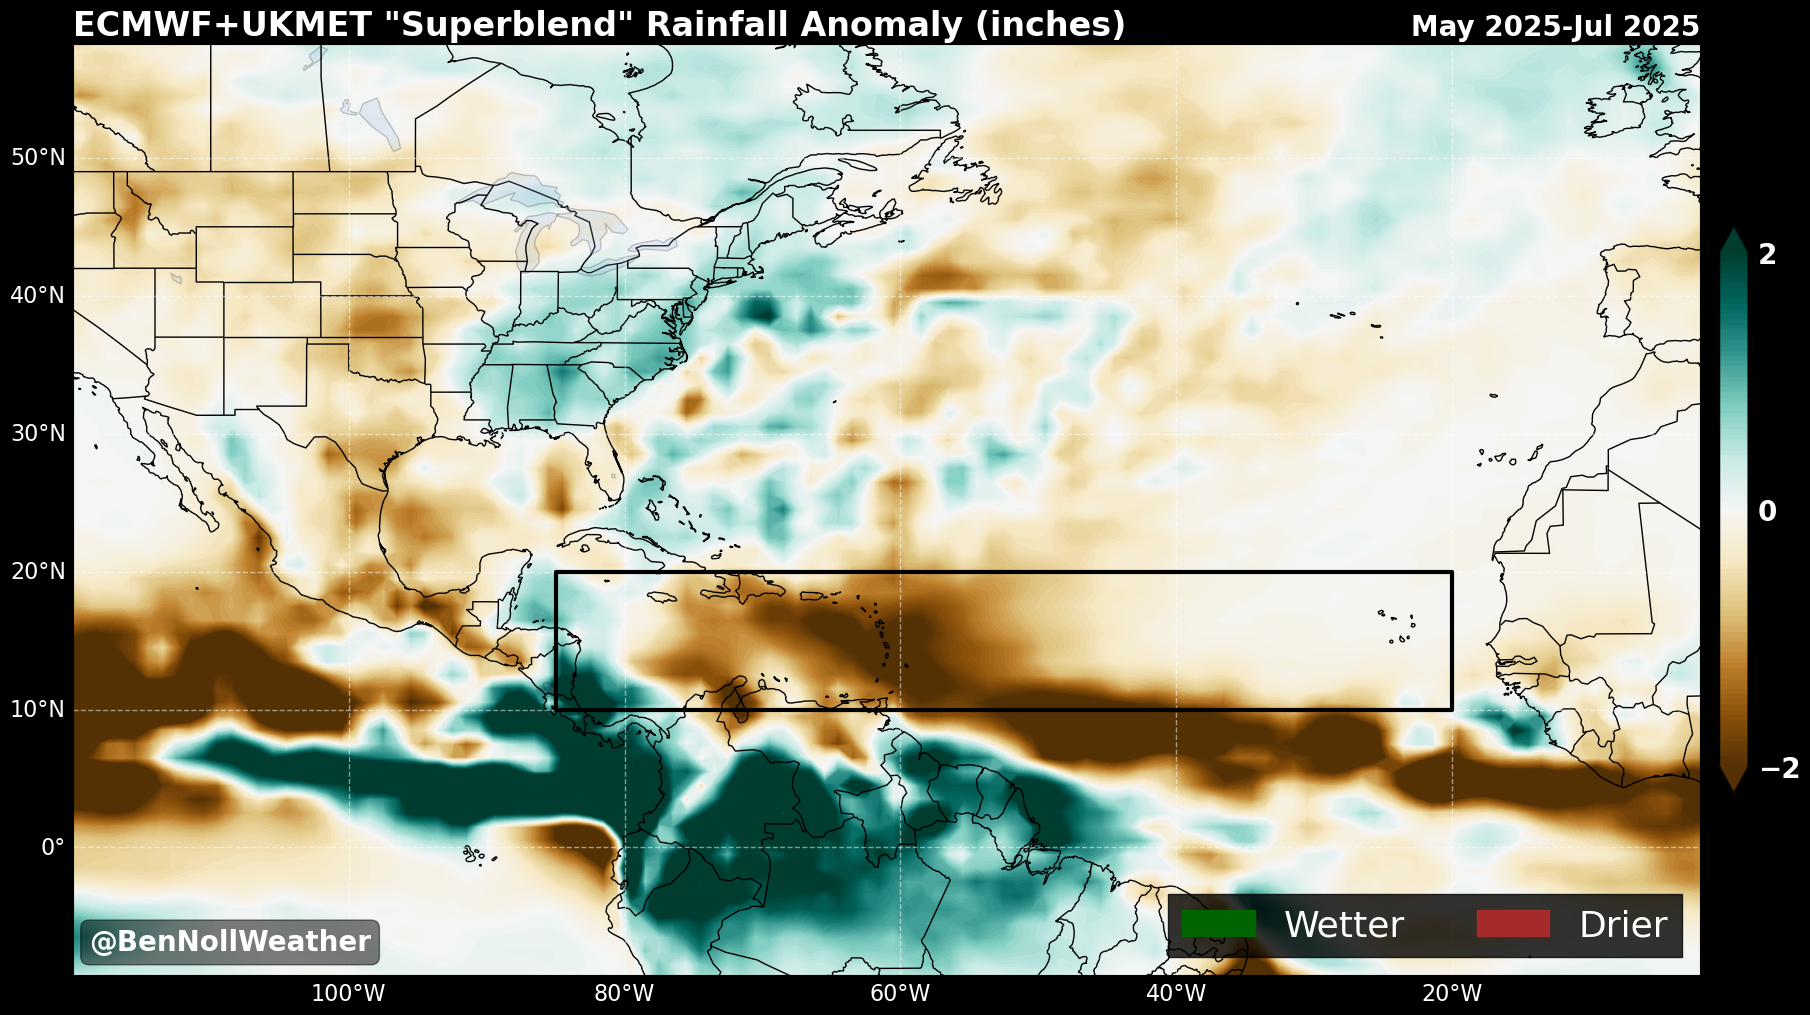 ECMWF+UKMET "Superblend" Rainfall Anomaly (inches)
May 2025-Jul 2025
50°N
40°N
30°N
20°N
10°N
0°
2
0
−2
@BenNollWeather
Wetter
Drier
100°W
80°W
60°W
40°W
20°W